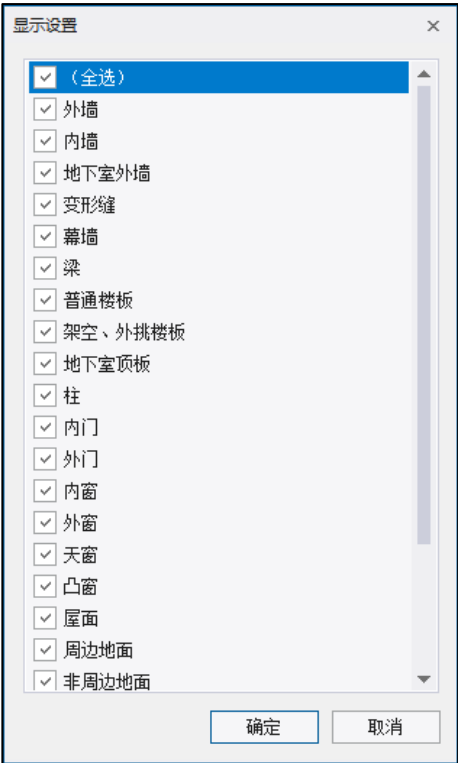 显示设置
（全选）
外墙
内墙
地下室外墙
变形缝
幕墙
梁
普通楼板
架空、外挑楼板
地下室顶板
柱
内门
外门
内窗
外窗
天窗
凸窗
屋面
周边地面
非周边地面
确定
取消